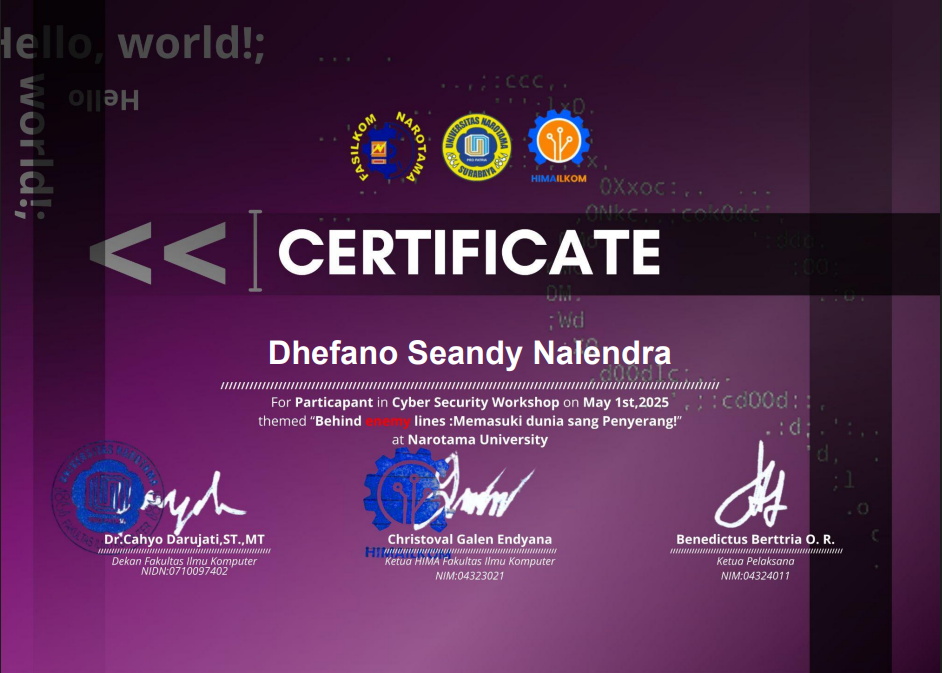 Hello, world!;
Hello
world!;
FASILKOM NAROTAMA
UNIVERSITAS NAROTAMA
SURABAYA
HIMAILKOM
<< CERTIFICATE
Dhefano Seandy Nalendra
For Particapant in Cyber Security Workshop on May 1st,2025
themed “Behind enemy lines :Memasuki dunia sang Penyerang!”
at Narotama University
Dr.Cahyo Darujati,ST.,MT
Dekan Fakultas Ilmu Komputer
NIDN:0710097402
HIMAILKOM
Christoval Galen Endyana
Ketua HIMA Fakultas Ilmu Komputer
NIM:04323021
Benedictus Berttria O. R.
Ketua Pelaksana
NIM:04324011